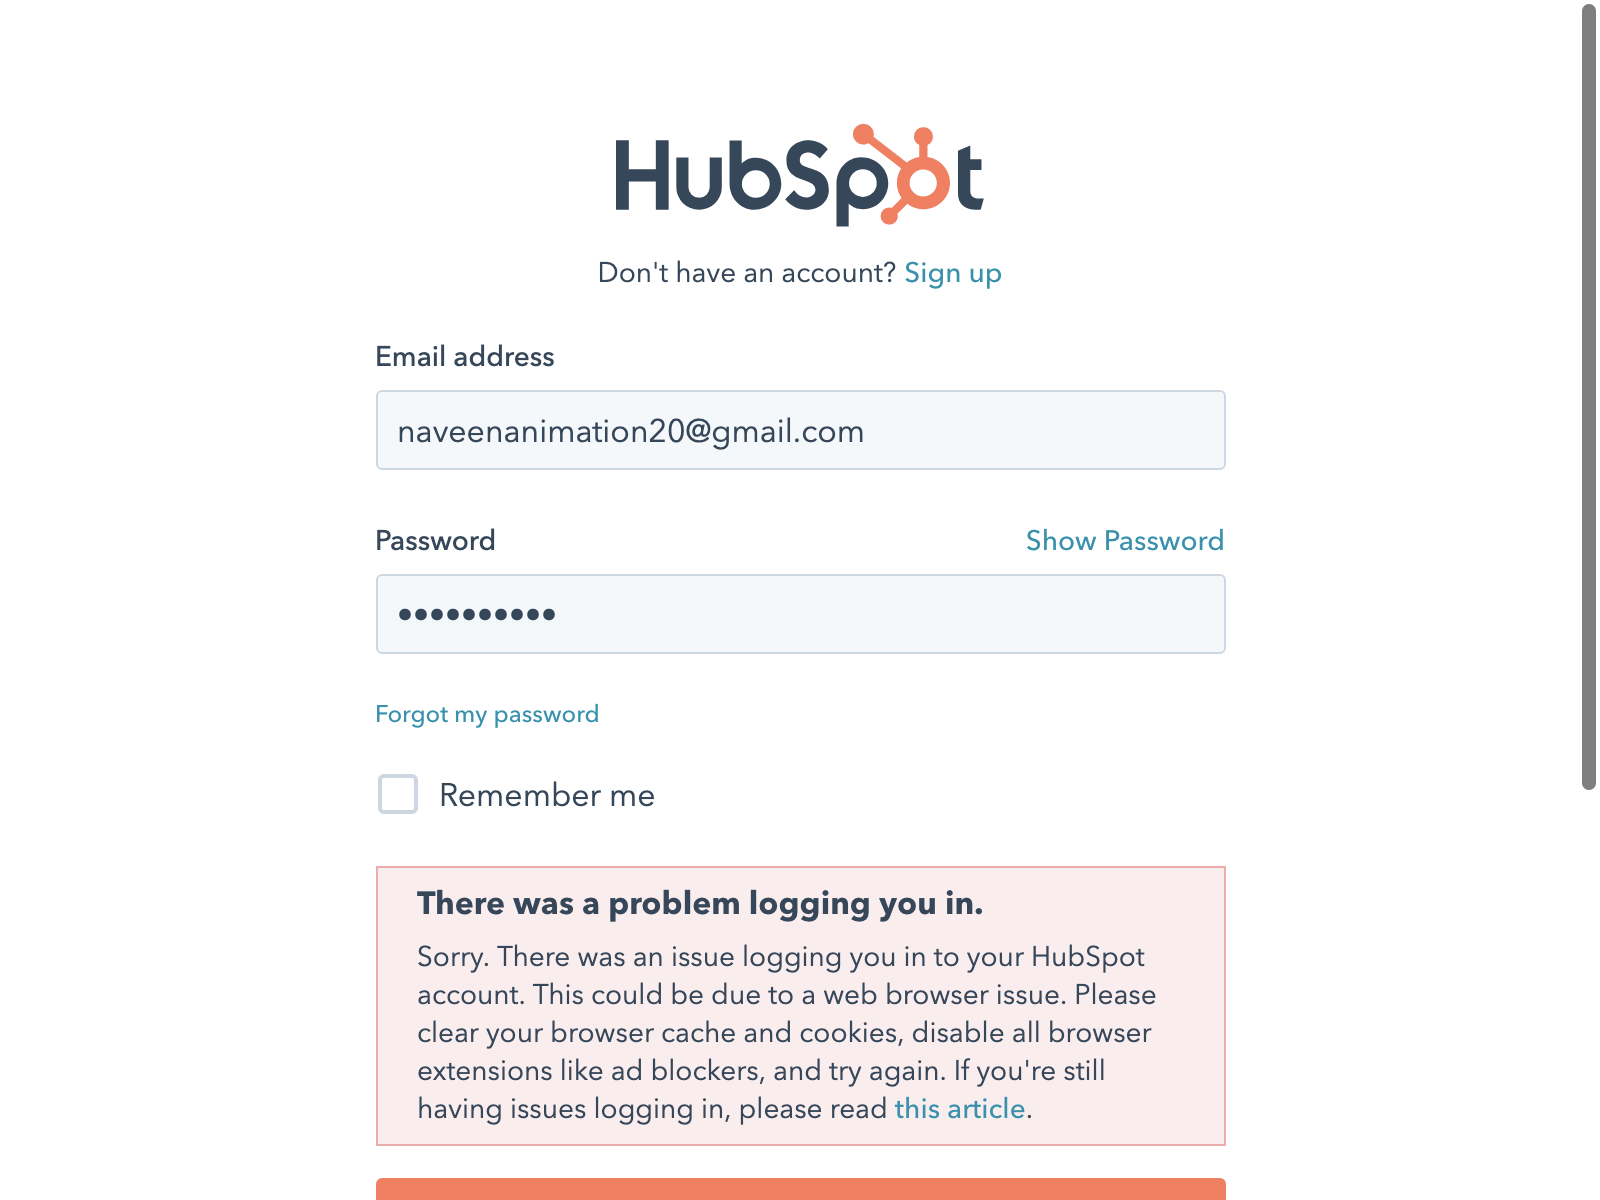 HubSpot
Don't have an account? Sign up
Email address
naveenanimation20@gmail.com
Password
Show Password
••••••••••
Forgot my password
Remember me
There was a problem logging you in.
Sorry. There was an issue logging you in to your HubSpot
account. This could be due to a web browser issue. Please
clear your browser cache and cookies, disable all browser
extensions like ad blockers, and try again. If you're still
having issues logging in, please read this article.